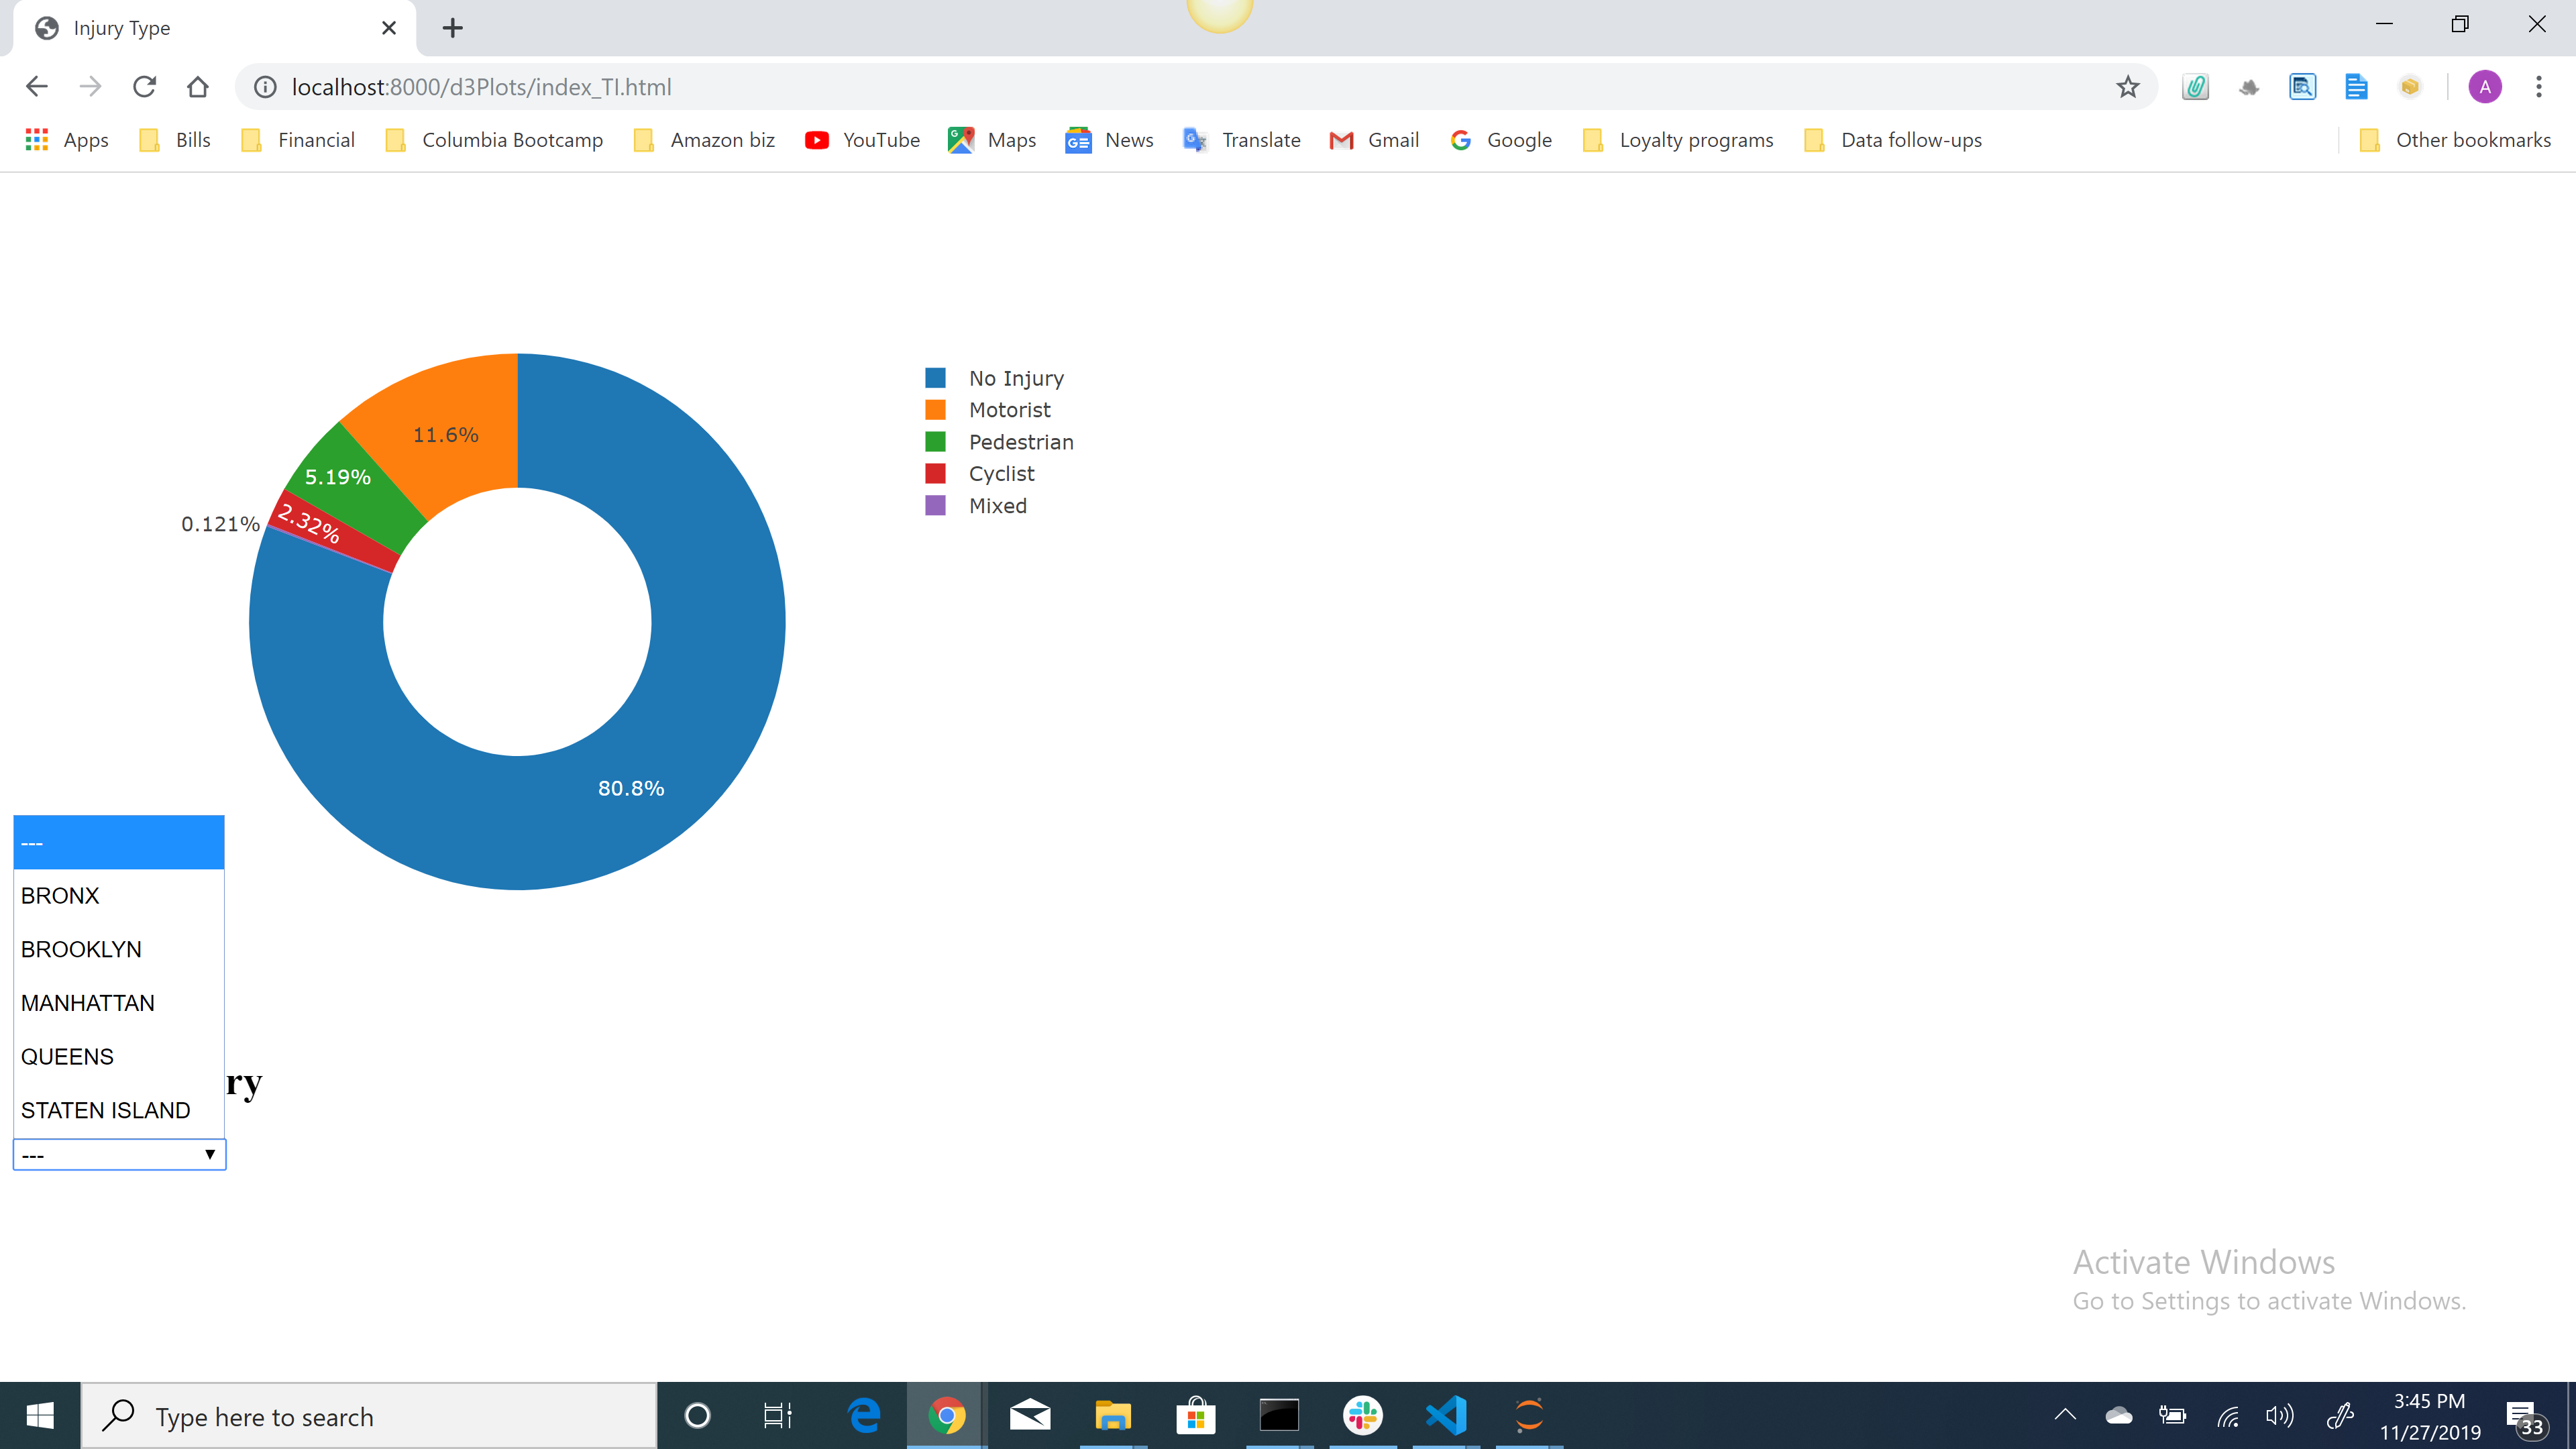 Injury Type
localhost:8000/d3Plots/index_TI.html
A
Apps Bills Financial Columbia Bootcamp Amazon biz YouTube Maps News Translate Gmail Google Loyalty programs Data follow-ups Other bookmarks
No Injury
Motorist
Pedestrian
Cyclist
Mixed
11.6%
5.19%
2.32%
0.121%
80.8%
---
BRONX
BROOKLYN
MANHATTAN
QUEENS
ry
STATEN ISLAND
---
Activate Windows
Go to Settings to activate Windows.
Type here to search
3:45 PM
11/27/2019
33